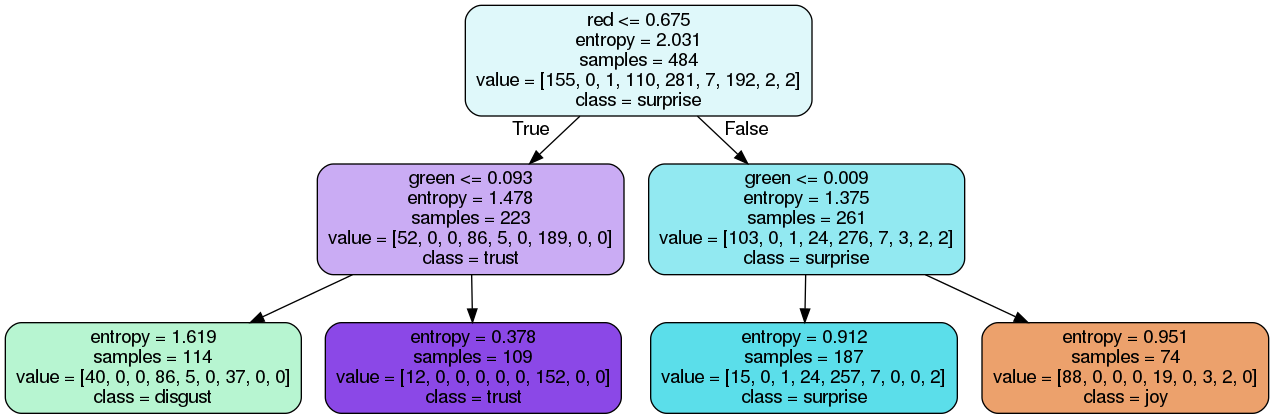 red <= 0.675
entropy = 2.031
samples = 484
value = [155, 0, 1, 110, 281, 7, 192, 2, 2]
class = surprise
True
False
green <= 0.093
entropy = 1.478
samples = 223
value = [52, 0, 0, 86, 5, 0, 189, 0, 0]
class = trust
green <= 0.009
entropy = 1.375
samples = 261
value = [103, 0, 1, 24, 276, 7, 3, 2, 2]
class = surprise
entropy = 1.619
samples = 114
value = [40, 0, 0, 86, 5, 0, 37, 0, 0]
class = disgust
entropy = 0.378
samples = 109
value = [12, 0, 0, 0, 0, 0, 152, 0, 0]
class = trust
entropy = 0.912
samples = 187
value = [15, 0, 1, 24, 257, 7, 0, 0, 2]
class = surprise
entropy = 0.951
samples = 74
value = [88, 0, 0, 0, 19, 0, 3, 2, 0]
class = joy